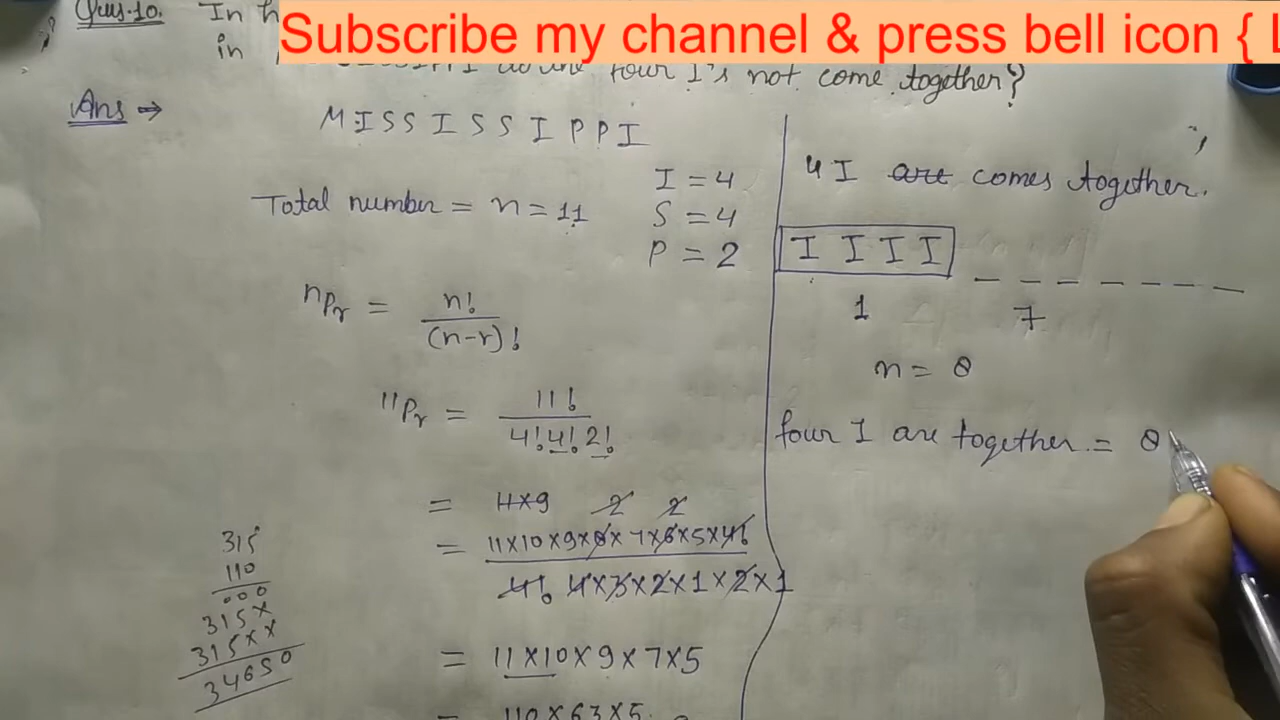 Ques.10. In h
Subscribe my channel & press bell icon { L
in
four I's not come together?
Ans →
M I S S I S S I P P I
Total number = n = 11
I = 4
S = 4
P = 2
nPr = n! / (n-r)!
11Pr = 11! / 4! 4! 2!
= 11×9 2 2
= 11×10×9×8×7×6×5×4! / 4! 4×3×2×1×2×1
= 11×10×9×7×5
= 110×63×5
315
110
000
315×
315××
34650
4 I are comes together.
I I I I _ _ _ _ _ _ _
1 7
n = 8
four I are together = 8